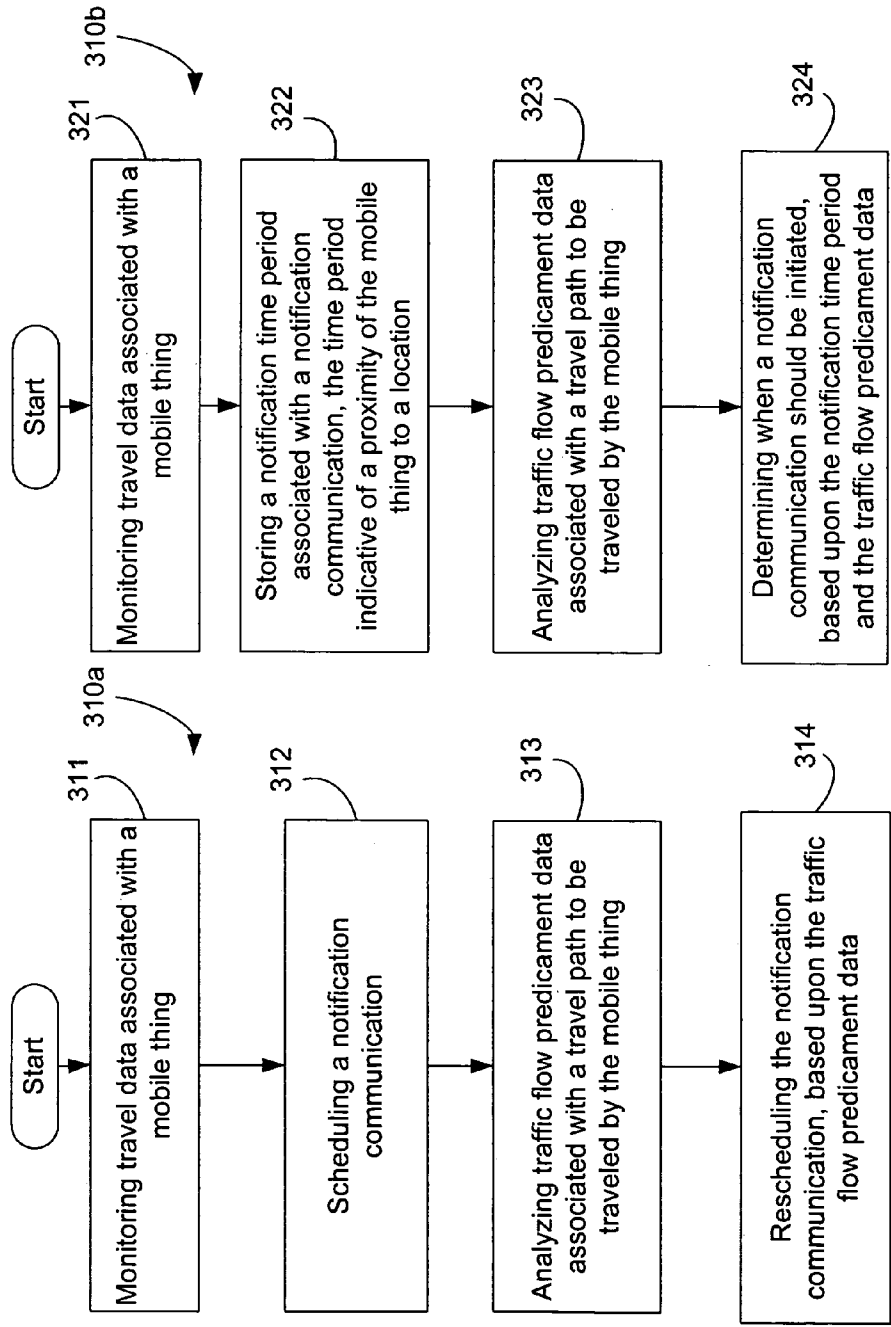 Start
310a
311
Monitoring travel data associated with a
mobile thing
312
Scheduling a notification
communication
313
Analyzing traffic flow predicament data
associated with a travel path to be
traveled by the mobile thing
314
Rescheduling the notification
communication, based upon the traffic
flow predicament data
Start
310b
321
Monitoring travel data associated with a
mobile thing
322
Storing a notification time period
associated with a notification
communication, the time period
indicative of a proximity of the mobile
thing to a location
323
Analyzing traffic flow predicament data
associated with a travel path to be
traveled by the mobile thing
324
Determining when a notification
communication should be initiated,
based upon the notification time period
and the traffic flow predicament data